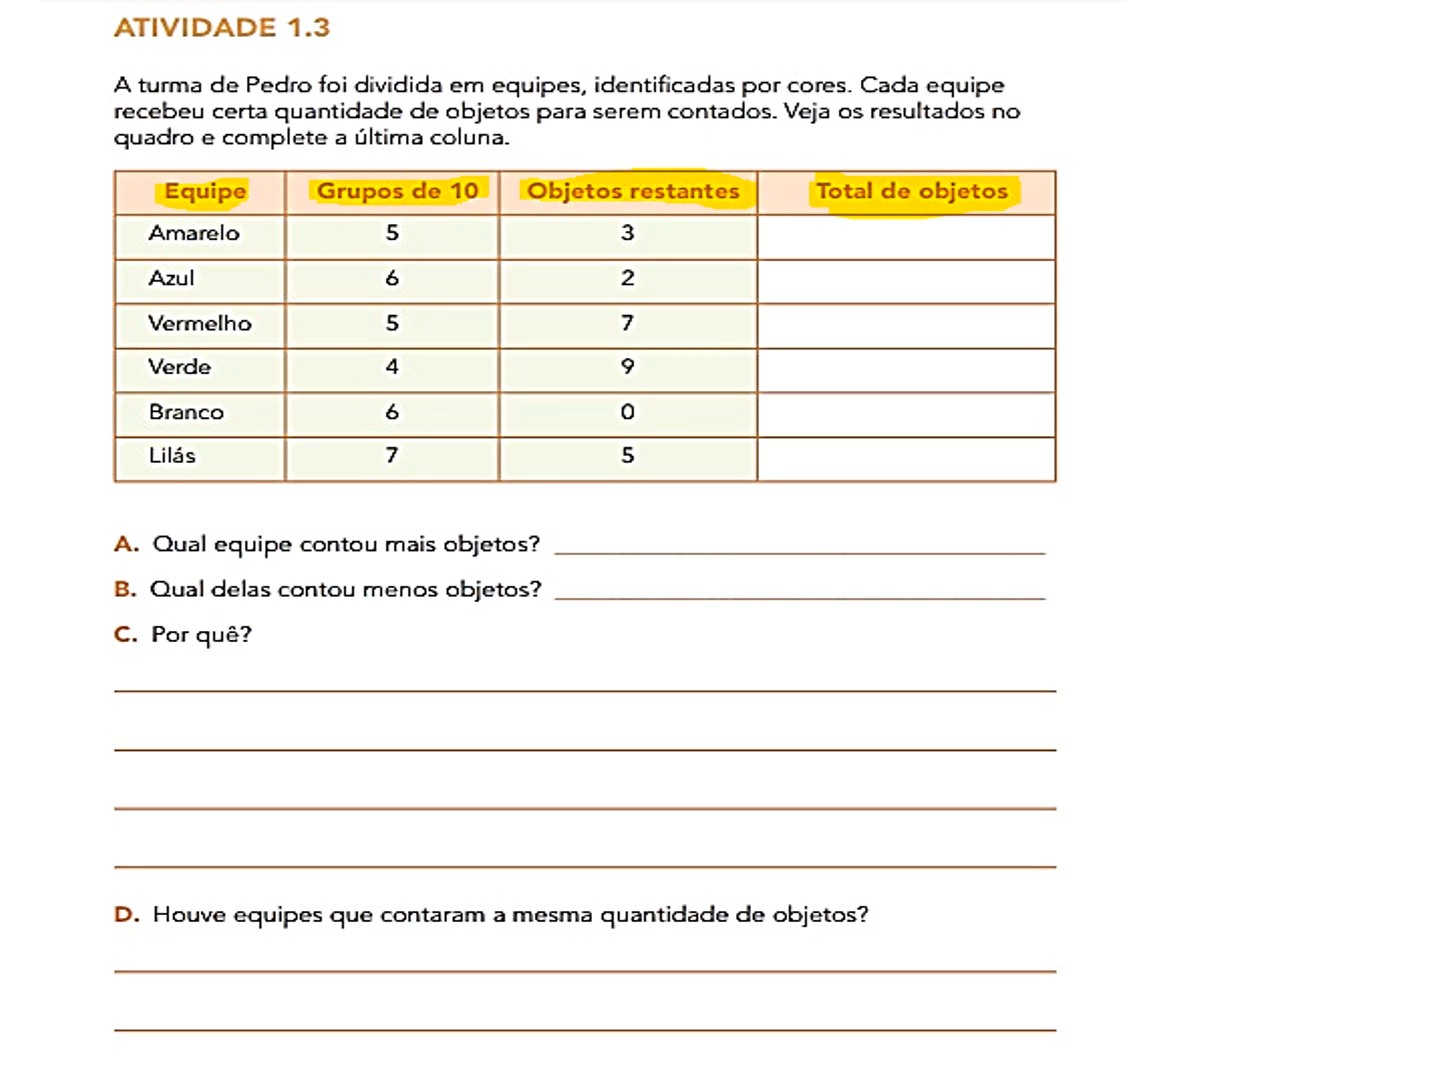 ATIVIDADE 1.3
A turma de Pedro foi dividida em equipes, identificadas por cores. Cada equipe
recebeu certa quantidade de objetos para serem contados. Veja os resultados no
quadro e complete a última coluna.
Equipe Grupos de 10 Objetos restantes Total de objetos
Amarelo 5 3
Azul 6 2
Vermelho 5 7
Verde 4 9
Branco 6 0
Lilás 7 5
A. Qual equipe contou mais objetos?
B. Qual delas contou menos objetos?
C. Por quê?
D. Houve equipes que contaram a mesma quantidade de objetos?